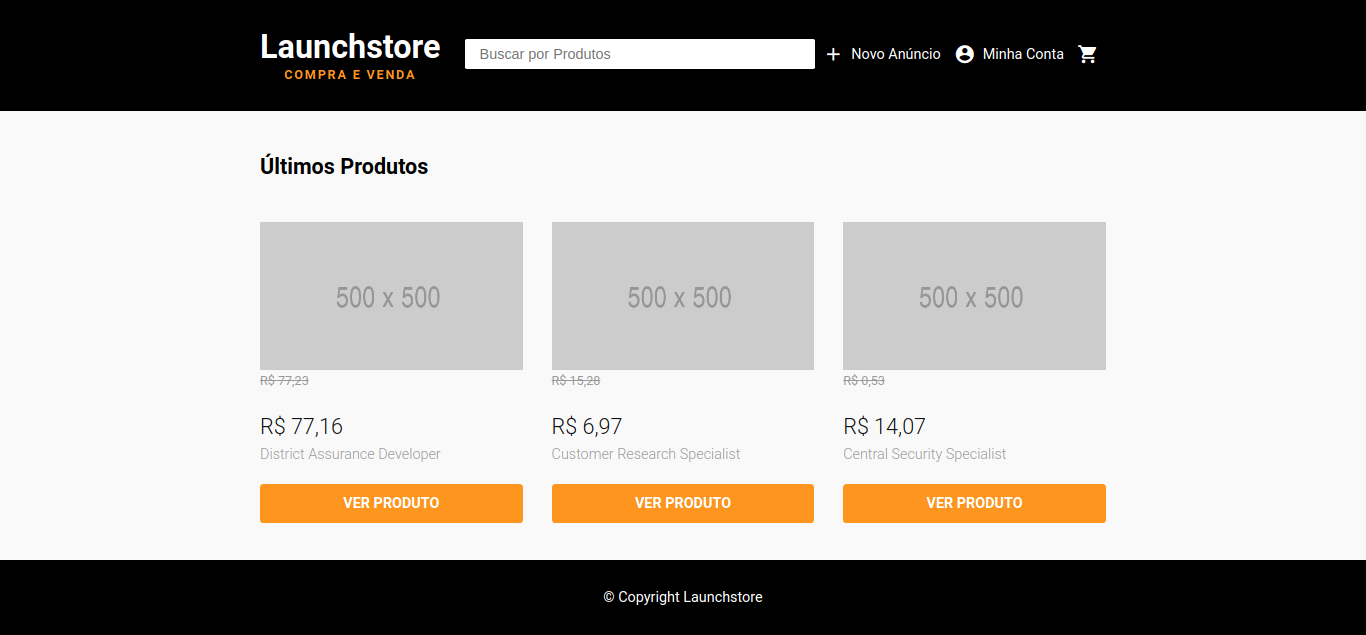 Launchstore
COMPRA E VENDA
Buscar por Produtos
Novo Anúncio
Minha Conta
Últimos Produtos
500 x 500
500 x 500
500 x 500
R$ 77,23
R$ 15,28
R$ 0,53
R$ 77,16
R$ 6,97
R$ 14,07
District Assurance Developer
Customer Research Specialist
Central Security Specialist
VER PRODUTO
VER PRODUTO
VER PRODUTO
© Copyright Launchstore